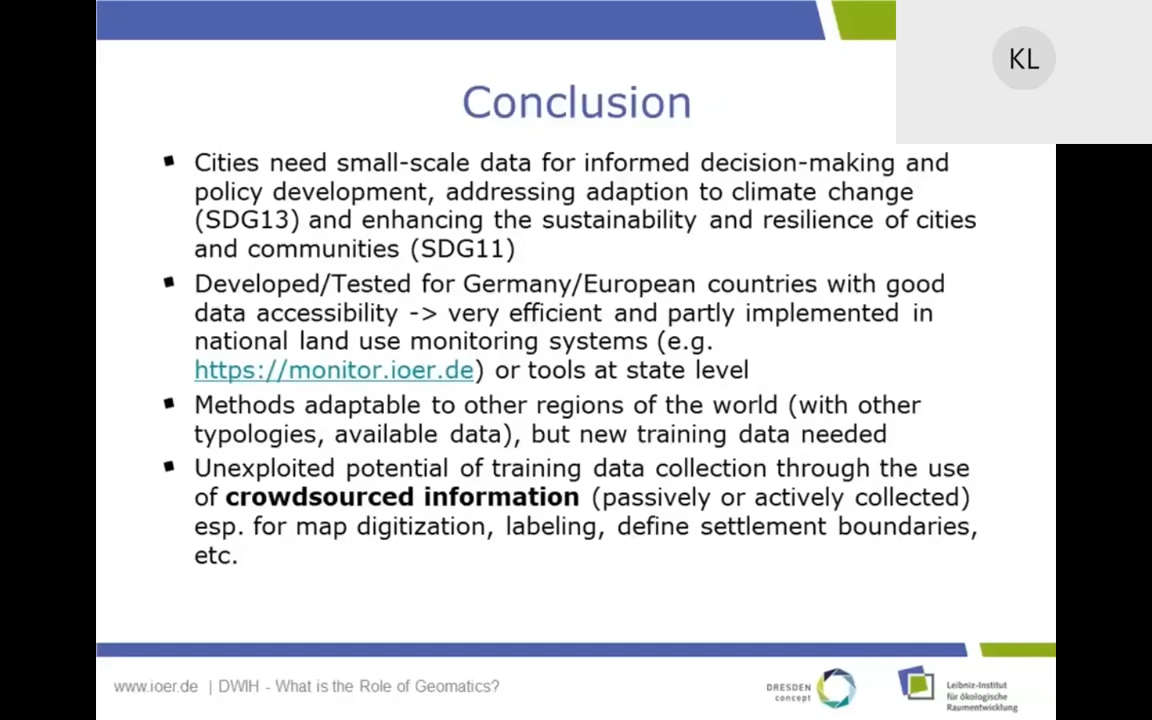 KL
Conclusion
▪ Cities need small-scale data for informed decision-making and
policy development, addressing adaption to climate change
(SDG13) and enhancing the sustainability and resilience of cities
and communities (SDG11)
▪ Developed/Tested for Germany/European countries with good
data accessibility -> very efficient and partly implemented in
national land use monitoring systems (e.g.
https://monitor.ioer.de) or tools at state level
▪ Methods adaptable to other regions of the world (with other
typologies, available data), but new training data needed
▪ Unexploited potential of training data collection through the use
of crowdsourced information (passively or actively collected)
esp. for map digitization, labeling, define settlement boundaries,
etc.
www.ioer.de | DWIH - What is the Role of Geomatics?
DRESDEN
concept
Leibniz-Institut
für ökologische
Raumentwicklung